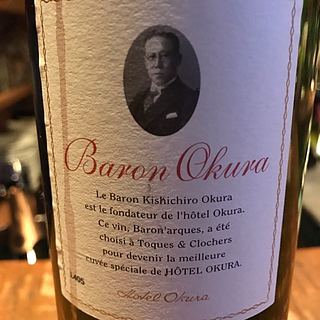 Baron Okura
Le Baron Kishichiro Okura
est le fondateur de l'hôtel Okura.
Ce vin, Baron'arques, a été
choisi à Toques & Clochers
pour devenir la meilleure
cuvée spéciale de HÔTEL OKURA.
Hotel Okura